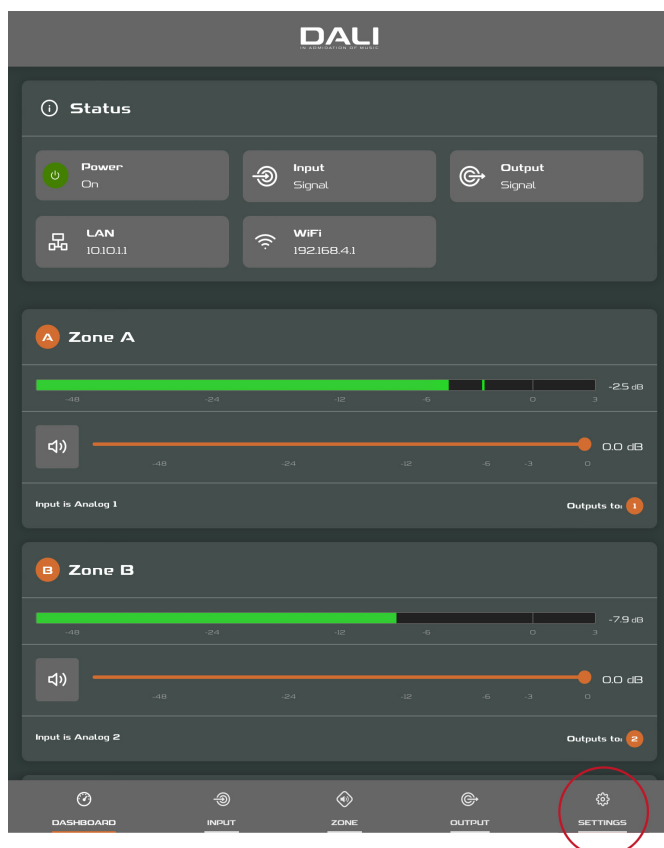 DALI
IN ADMIRATION OF MUSIC
Status
Power
On
Input
Signal
Output
Signal
LAN
10.10.1.1
WiFi
192.168.4.1
A Zone A
-2.5 dB
-48 -24 -12 -6 0 3
0.0 dB
-48 -24 -12 -6 -3 0
Input is Analog 1 Outputs to: 1
B Zone B
-7.9 dB
-48 -24 -12 -6 0 3
0.0 dB
-48 -24 -12 -6 -3 0
Input is Analog 2 Outputs to: 2
DASHBOARD INPUT ZONE OUTPUT SETTINGS